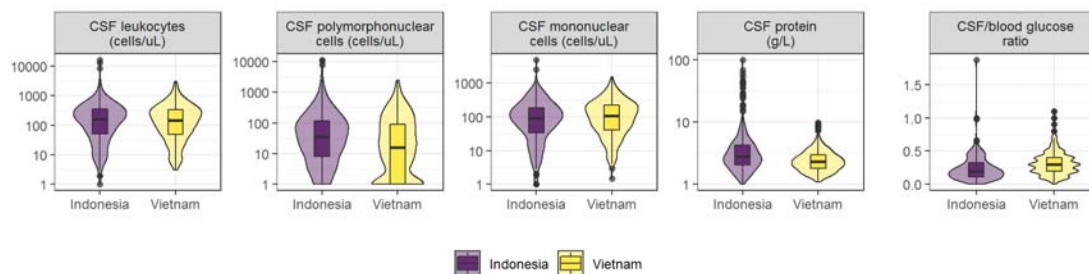 CSF leukocytes
(cells/uL)
10000
1000
100
10
1
Indonesia Vietnam
CSF polymorphonuclear
cells (cells/uL)
10000
1000
100
10
1
Indonesia Vietnam
CSF mononuclear
cells (cells/uL)
1000
100
10
1
Indonesia Vietnam
CSF protein
(g/L)
100
10
1
Indonesia Vietnam
CSF/blood glucose
ratio
1.5
1.0
0.5
0.0
Indonesia Vietnam
Indonesia Vietnam